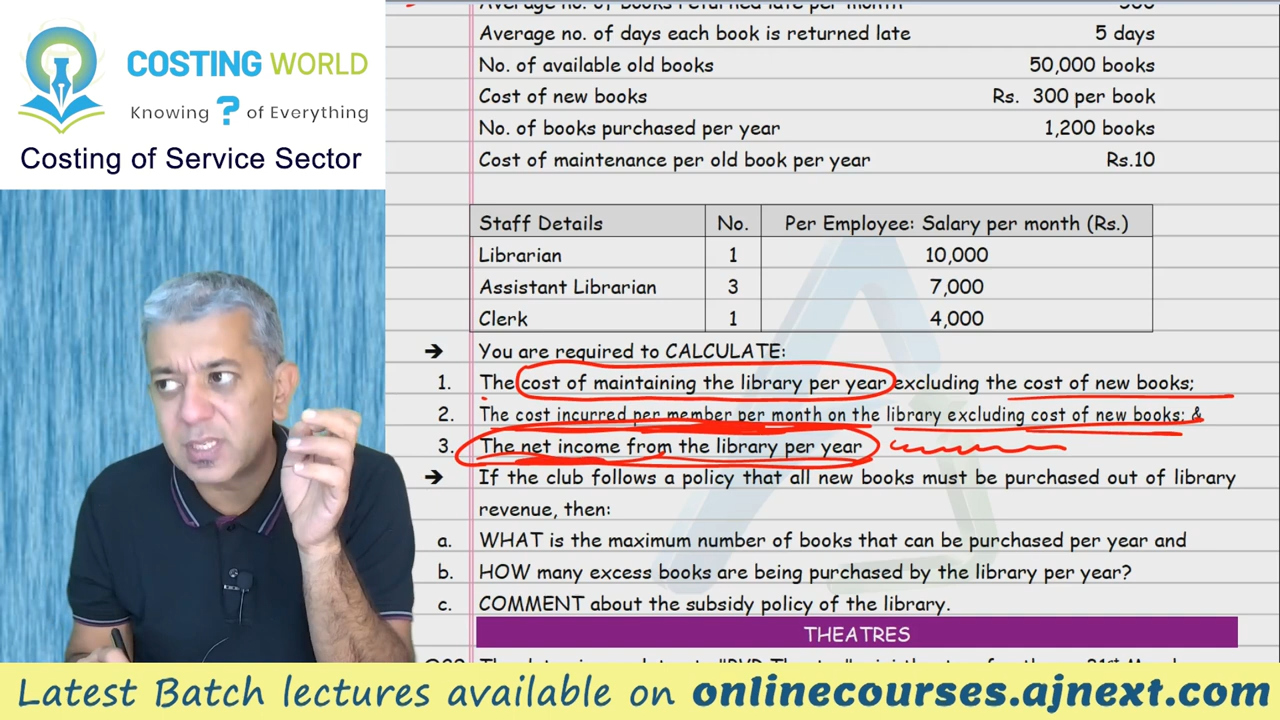 COSTING WORLD
Knowing ? of Everything
Costing of Service Sector
Average no. of books returned late per month 500
Average no. of days each book is returned late 5 days
No. of available old books 50,000 books
Cost of new books Rs. 300 per book
No. of books purchased per year 1,200 books
Cost of maintenance per old book per year Rs.10
Staff Details No. Per Employee: Salary per month (Rs.)
Librarian 1 10,000
Assistant Librarian 3 7,000
Clerk 1 4,000
➔ You are required to CALCULATE:
1. The cost of maintaining the library per year excluding the cost of new books;
2. The cost incurred per member per month on the library excluding cost of new books; &
3. The net income from the library per year
➔ If the club follows a policy that all new books must be purchased out of library
revenue, then:
a. WHAT is the maximum number of books that can be purchased per year and
b. HOW many excess books are being purchased by the library per year?
c. COMMENT about the subsidy policy of the library.
THEATRES
Latest Batch lectures available on onlinecourses.ajnext.com